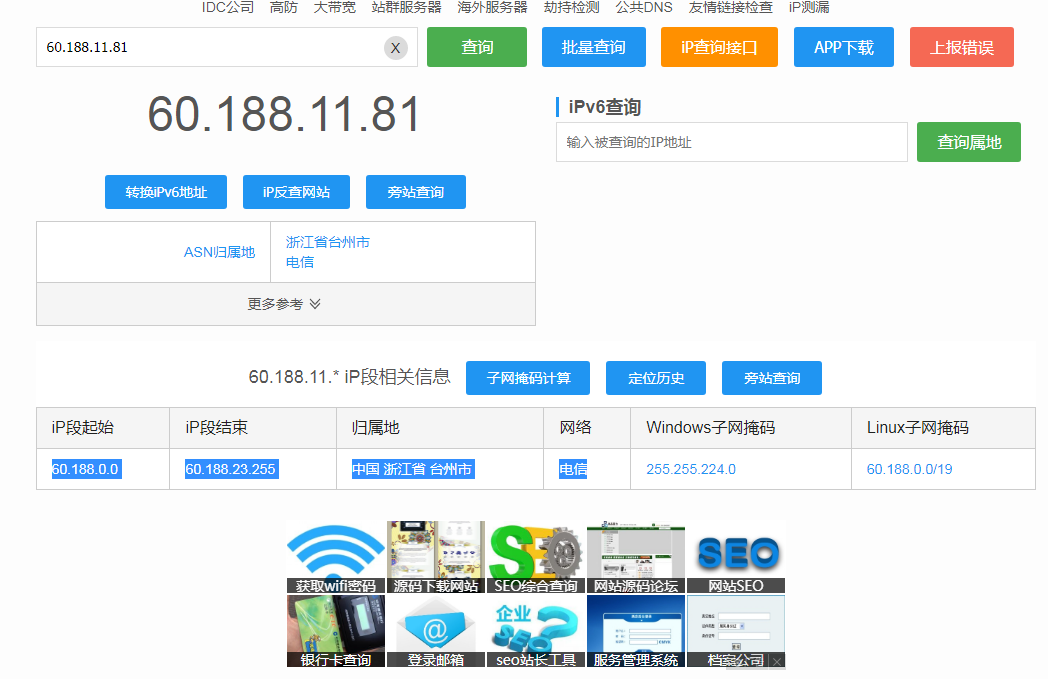 IDC公司 高防 大带宽 站群服务器 海外服务器 劫持检测 公共DNS 友情链接检查 iP测漏
60.188.11.81 X 查询 批量查询 iP查询接口 APP下载 上报错误
60.188.11.81
iPv6查询
输入被查询的IP地址 查询属地
转换iPv6地址 iP反查网站 旁站查询
ASN归属地
浙江省台州市
电信
更多参考
60.188.11.* iP段相关信息 子网掩码计算 定位历史 旁站查询
iP段起始 iP段结束 归属地 网络 Windows子网掩码 Linux子网掩码
60.188.0.0 60.188.23.255 中国 浙江省 台州市 电信 255.255.224.0 60.188.0.0/19
SEO
SEO
获取wifi密码 源码下载网站 SEO综合查询 网站源码论坛 网站SEO
企业
seo
@
银行卡查询 登录邮箱 seo站长工具 服务管理系统 档案公司